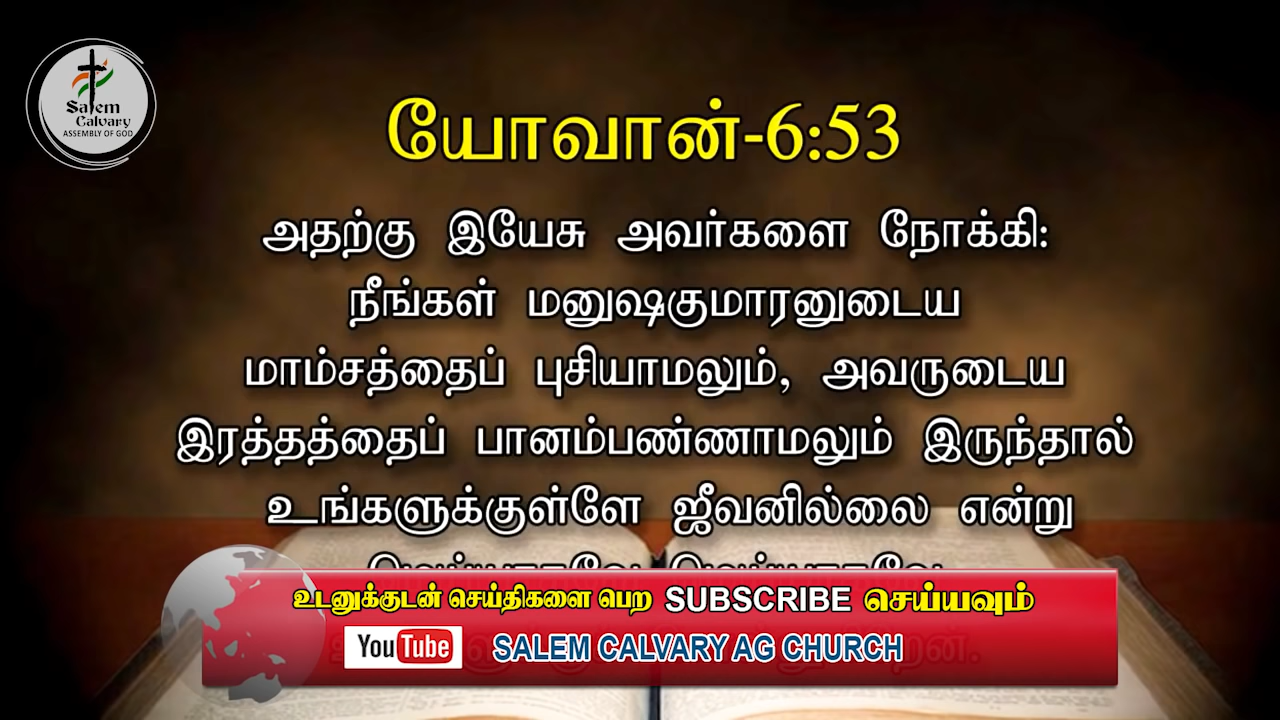 Salem
Calvary
ASSEMBLY OF GOD
யோவான்-6:53
அதற்கு இயேசு அவர்களை நோக்கி:
நீங்கள் மனுஷகுமாரனுடைய
மாம்சத்தைப் புசியாமலும், அவருடைய
இரத்தத்தைப் பானம்பண்ணாமலும் இருந்தால்
உங்களுக்குள்ளே ஜீவனில்லை என்று
உடனுக்குடன் செய்திகளை பெற SUBSCRIBE செய்யவும்
YouTube SALEM CALVARY AG CHURCH